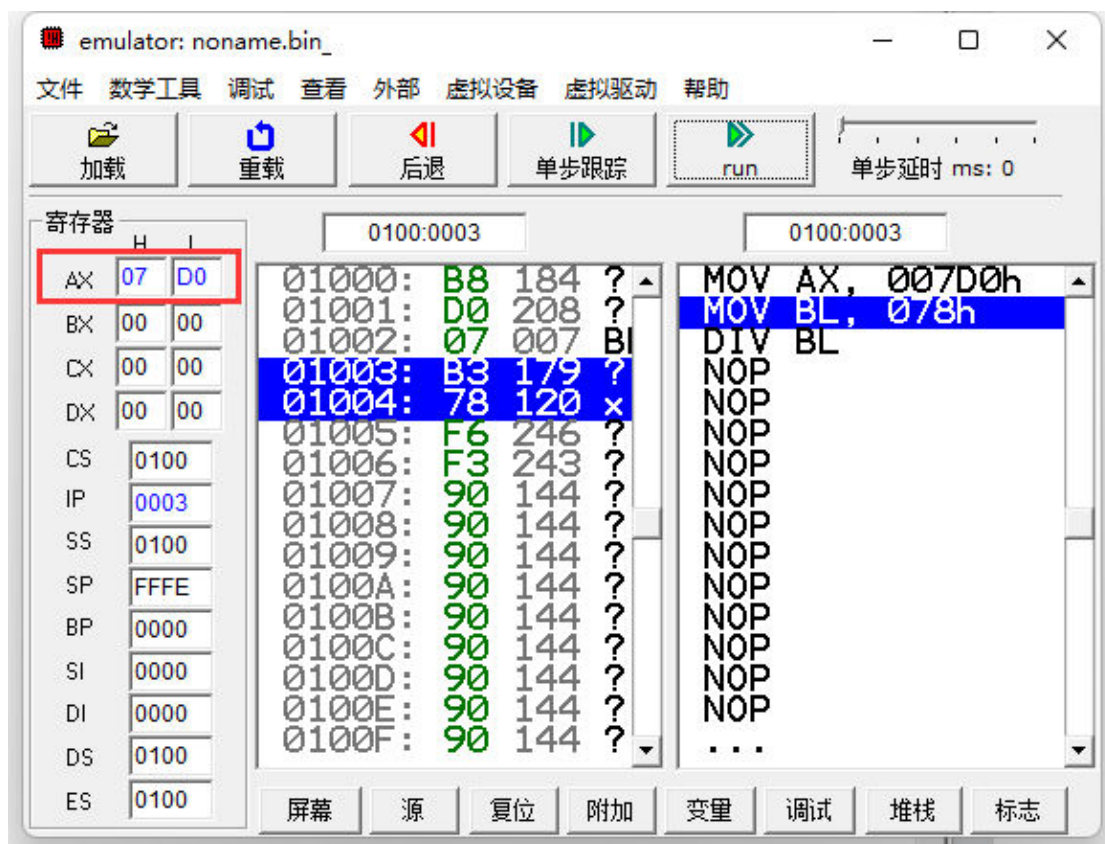 emulator: noname.bin_
文件 数学工具 调试 查看 外部 虚拟设备 虚拟驱动 帮助
加载 重载 后退 单步跟踪 run 单步延时 ms: 0
寄存器 0100:0003 0100:0003
H L
AX 07 D0
BX 00 00
CX 00 00
DX 00 00
CS 0100
IP 0003
SS 0100
SP FFFE
BP 0000
SI 0000
DI 0000
DS 0100
ES 0100
01000: B8 184 ?
01001: D0 208 ?
01002: 07 007 BE
01003: B3 179 ?
01004: 78 120 x
01005: F6 246 ?
01006: F3 243 ?
01007: 90 144 ?
01008: 90 144 ?
01009: 90 144 ?
0100A: 90 144 ?
0100B: 90 144 ?
0100C: 90 144 ?
0100D: 90 144 ?
0100E: 90 144 ?
0100F: 90 144 ?
MOV AX, 007D0h
MOV BL, 078h
DIV BL
NOP
NOP
NOP
NOP
NOP
NOP
NOP
NOP
NOP
NOP
NOP
NOP
...
屏幕 源 复位 附加 变量 调试 堆栈 标志